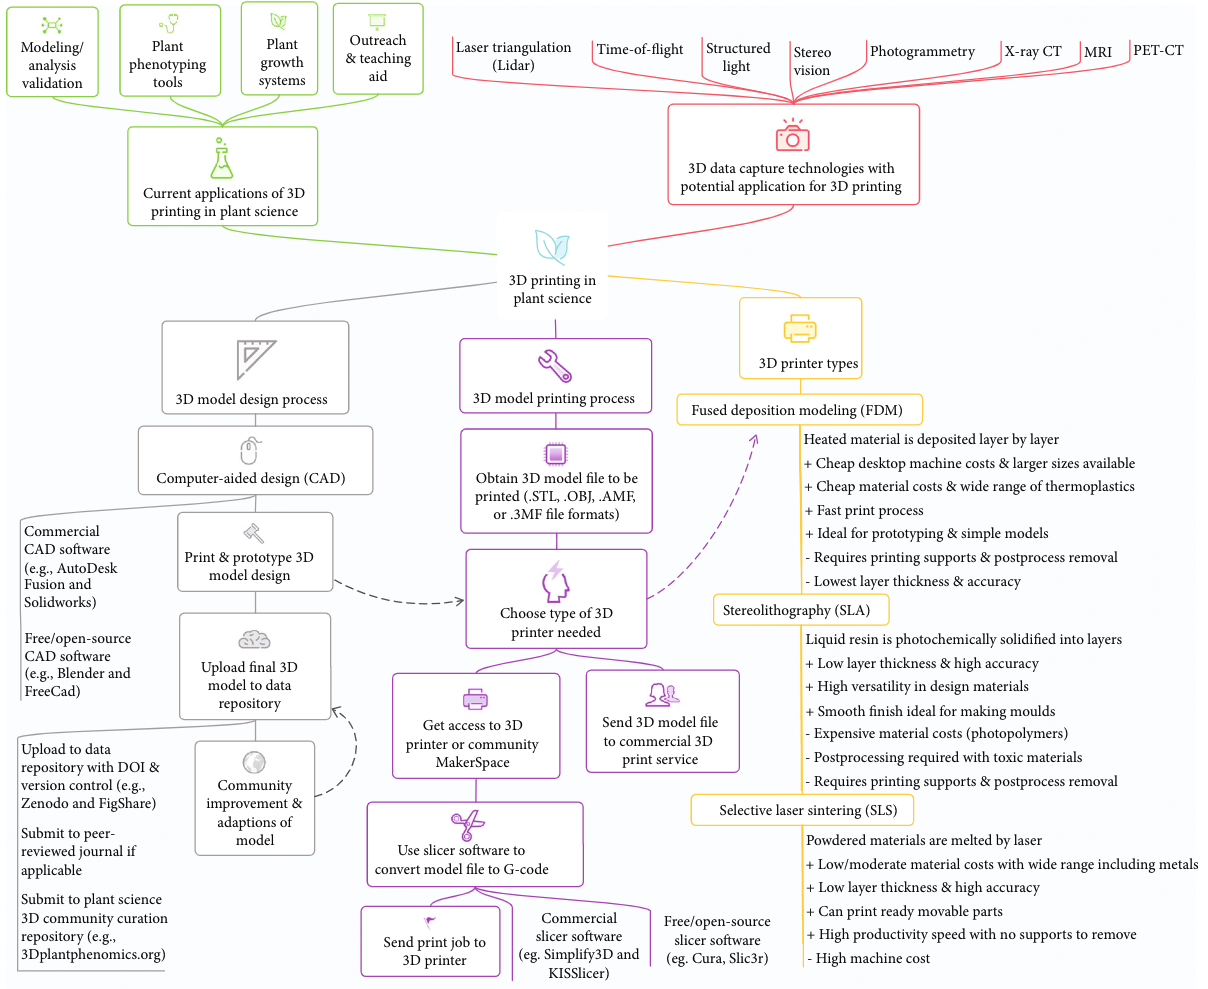 Modeling/
analysis
validation
Plant
phenotyping
tools
Plant
growth
systems
Outreach
& teaching
aid
Current applications of 3D
printing in plant science
Laser triangulation
(Lidar)
Time-of-flight
Structured
light
Stereo
vision
Photogrammetry
X-ray CT
MRI
PET-CT
3D data capture technologies with
potential application for 3D printing
3D printing in
plant science
3D model design process
Computer-aided design (CAD)
Commercial
CAD software
(e.g., AutoDesk
Fusion and
Solidworks)
Free/open-source
CAD software
(e.g., Blender and
FreeCad)
Print & prototype 3D
model design
Upload final 3D
model to data
repository
Upload to data
repository with DOI &
version control (e.g.,
Zenodo and FigShare)
Submit to peer-
reviewed journal if
applicable
Submit to plant science
3D community curation
repository (e.g.,
3Dplantphenomics.org)
Community
improvement &
adaptions of
model
3D model printing process
Obtain 3D model file to be
printed (.STL, .OBJ, .AMF,
or .3MF file formats)
Choose type of 3D
printer needed
Get access to 3D
printer or community
MakerSpace
Send 3D model file
to commercial 3D
print service
Use slicer software to
convert model file to G-code
Send print job to
3D printer
Commercial
slicer software
(eg. Simplify3D and
KISSlicer)
Free/open-source
slicer software
(eg. Cura, Slic3r)
3D printer types
Fused deposition modeling (FDM)
Heated material is deposited layer by layer
+ Cheap desktop machine costs & larger sizes available
+ Cheap material costs & wide range of thermoplastics
+ Fast print process
+ Ideal for prototyping & simple models
- Requires printing supports & postprocess removal
- Lowest layer thickness & accuracy
Stereolithography (SLA)
Liquid resin is photochemically solidified into layers
+ Low layer thickness & high accuracy
+ High versatility in design materials
+ Smooth finish ideal for making moulds
- Expensive material costs (photopolymers)
- Postprocessing required with toxic materials
- Requires printing supports & postprocess removal
Selective laser sintering (SLS)
Powdered materials are melted by laser
+ Low/moderate material costs with wide range including metals
+ Low layer thickness & high accuracy
+ Can print ready movable parts
+ High productivity speed with no supports to remove
- High machine cost